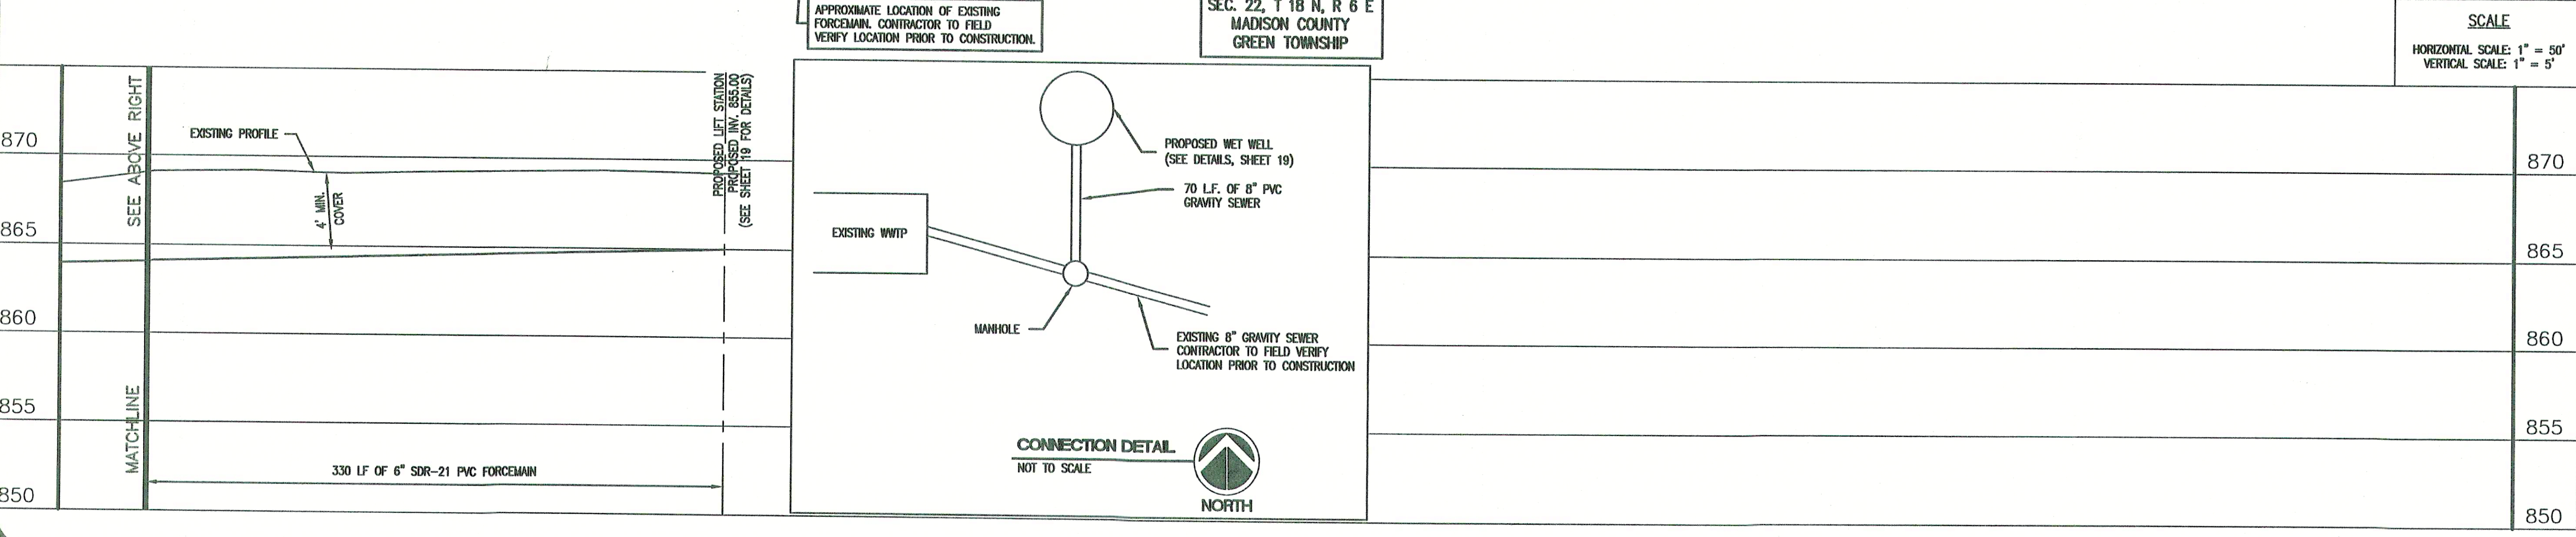 APPROXIMATE LOCATION OF EXISTING
FORCEMAIN. CONTRACTOR TO FIELD
VERIFY LOCATION PRIOR TO CONSTRUCTION.
SEC. 22, T 18 N, R 6 E
MADISON COUNTY
GREEN TOWNSHIP
SCALE
HORIZONTAL SCALE: 1" = 50'
VERTICAL SCALE: 1" = 5'
870
865
860
855
850
SEE ABOVE RIGHT
MATCHLINE
EXISTING PROFILE
4' MIN.
COVER
330 LF OF 6" SDR-21 PVC FORCEMAIN
PROPOSED LIFT STATION
PROPOSED INV. 855.00
(SEE SHEET 19 FOR DETAILS)
PROPOSED WET WELL
(SEE DETAILS, SHEET 19)
70 L.F. OF 8" PVC
GRAVITY SEWER
EXISTING WWTP
MANHOLE
EXISTING 8" GRAVITY SEWER
CONTRACTOR TO FIELD VERIFY
LOCATION PRIOR TO CONSTRUCTION
CONNECTION DETAIL
NOT TO SCALE
NORTH
870
865
860
855
850